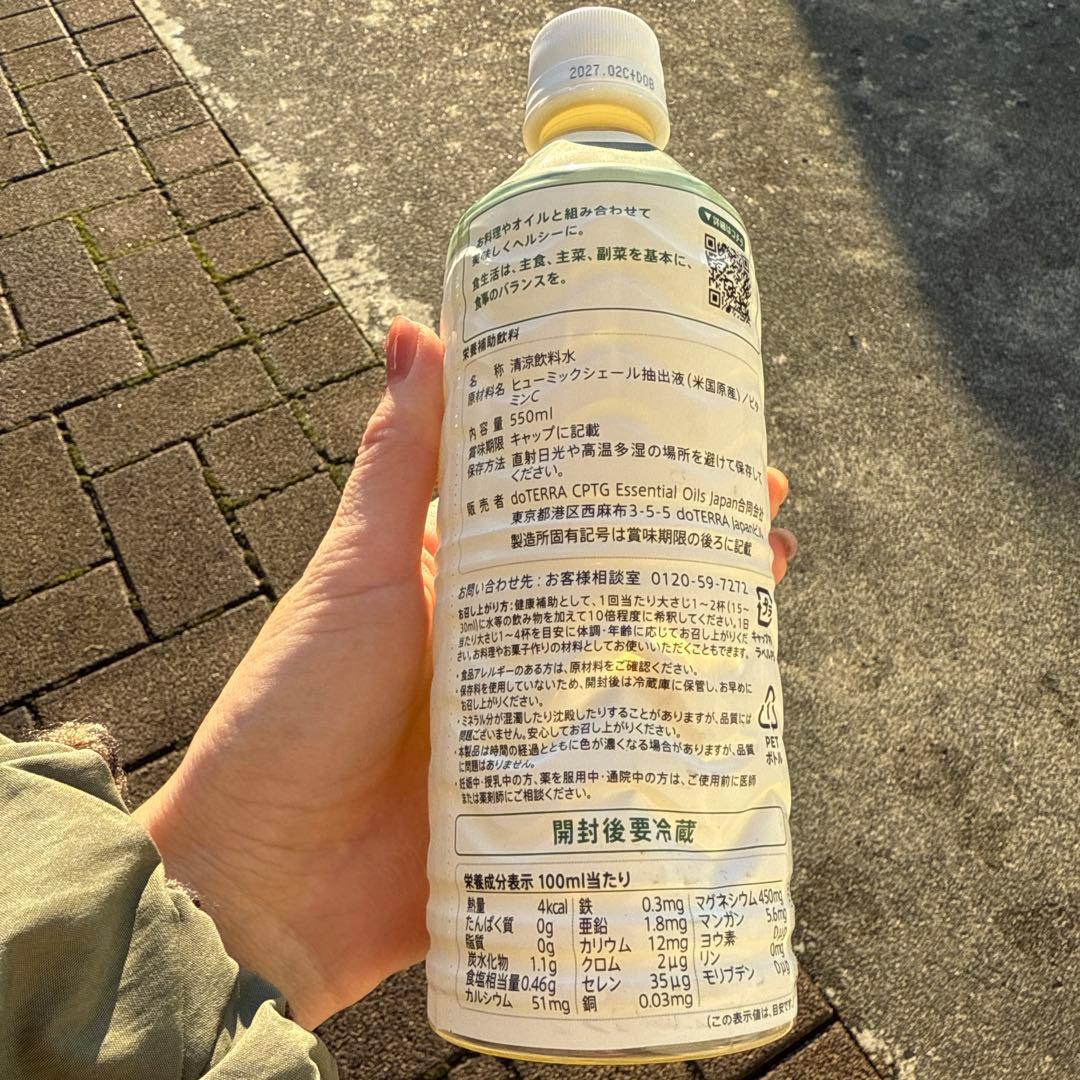 2027.02C+D0B
お料理やオイルと組み合わせて
美味しくヘルシーに。
食生活は、主食、主菜、副菜を基本に、
食事のバランスを。
▼詳細はコチラ
栄養補助飲料
名 称 清涼飲料水
原材料名 ヒューミックシェール抽出液（米国原産）／ビタ
ミンC
内容量 550ml
賞味期限 キャップに記載
保存方法 直射日光や高温多湿の場所を避けて保存して
ください。
販売者 doTERRA CPTG Essential Oils Japan合同会社
東京都港区西麻布3-5-5 doTERRA Japanビル
製造所固有記号は賞味期限の後ろに記載
お問い合わせ先：お客様相談室 0120-59-7272
お召し上がり方：健康補助として、1回当たり大さじ1〜2杯（15〜
30ml）に水等の飲み物を加えて10倍程度に希釈してください。1日
当たり大さじ1〜4杯を目安に体調・年齢に応じてお召し上がりくだ
さい。お料理やお菓子作りの材料としてお使いいただくこともできます。
・食品アレルギーのある方は、原材料をご確認ください。
・保存料を使用していないため、開封後は冷蔵庫に保管し、お早めに
お召し上がりください。
・ミネラル分が混濁したり沈殿したりすることがありますが、品質には
問題ございません。安心してお召し上がりください。
・本製品は時間の経過とともに色が濃くなる場合がありますが、品質
に問題はありません。
・妊娠中・授乳中の方、薬を服用中・通院中の方は、ご使用前に医師
または薬剤師にご相談ください。
プラ
キャップ
ラベル
PET
ボトル
開封後要冷蔵
栄養成分表示 100ml当たり
熱量 4kcal
たんぱく質 0g
脂質 0g
炭水化物 1.1g
食塩相当量 0.46g
カルシウム 51mg
鉄 0.3mg
亜鉛 1.8mg
カリウム 12mg
クロム 2μg
セレン 35μg
銅 0.03mg
マグネシウム 450mg
マンガン 5.6mg
ヨウ素 0μg
リン 0mg
モリブデン 0μg
（この表示値は、目安です